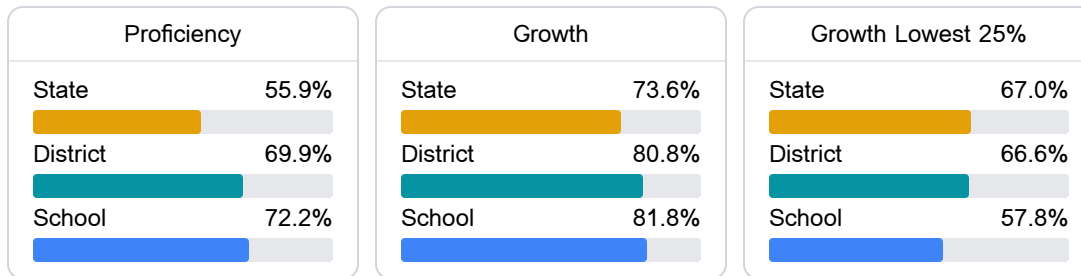 Proficiency
State 55.9%
District 69.9%
School 72.2%
Growth
State 73.6%
District 80.8%
School 81.8%
Growth Lowest 25%
State 67.0%
District 66.6%
School 57.8%